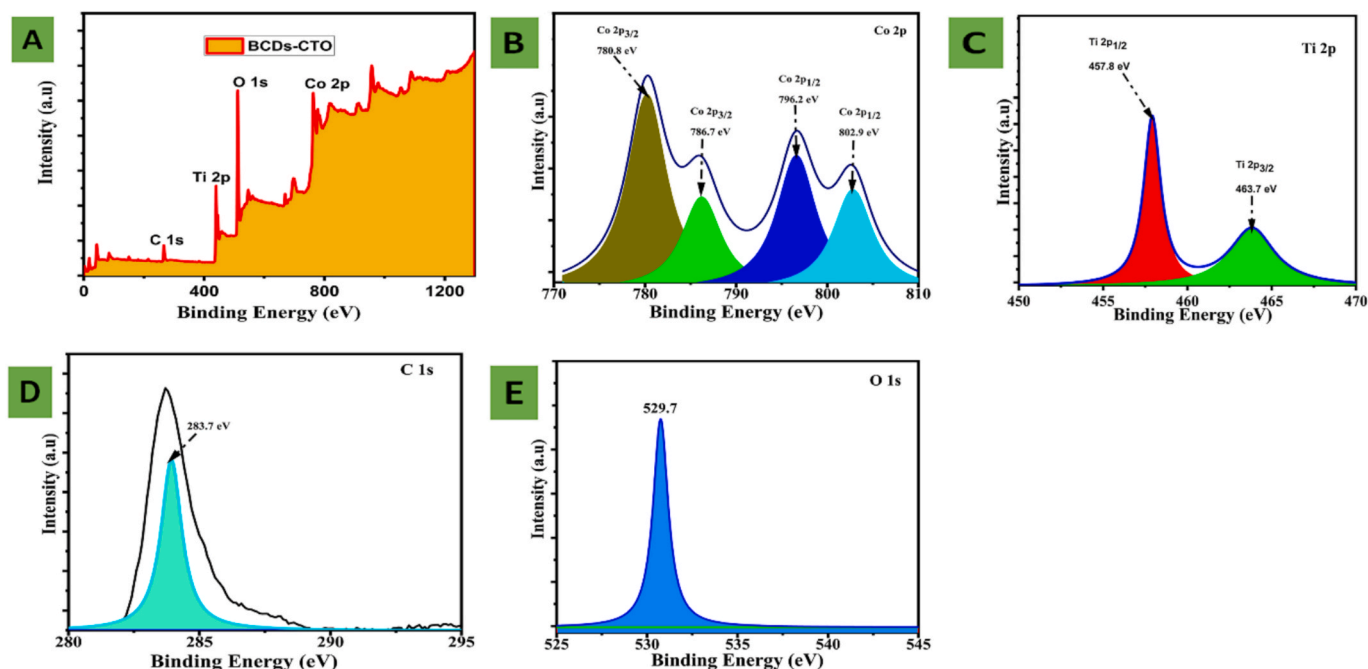 A
BCDs-CTO
O 1s
Co 2p
Ti 2p
C 1s
Intensity (a.u)
0
400
800
1200
Binding Energy (eV)
B
Co 2p
Co 2p3/2
780.8 eV
Co 2p3/2
786.7 eV
Co 2p1/2
796.2 eV
Co 2p1/2
802.9 eV
Intensity (a.u)
770
780
790
800
810
Binding Energy (eV)
C
Ti 2p
Ti 2p1/2
457.8 eV
Ti 2p3/2
463.7 eV
Intensity (a.u)
450
455
460
465
470
Binding Energy (eV)
D
C 1s
283.7 eV
Intensity (a.u)
280
285
290
295
Binding Energy (eV)
E
O 1s
529.7
Intensity (a.u)
525
530
535
540
545
Binding Energy (eV)